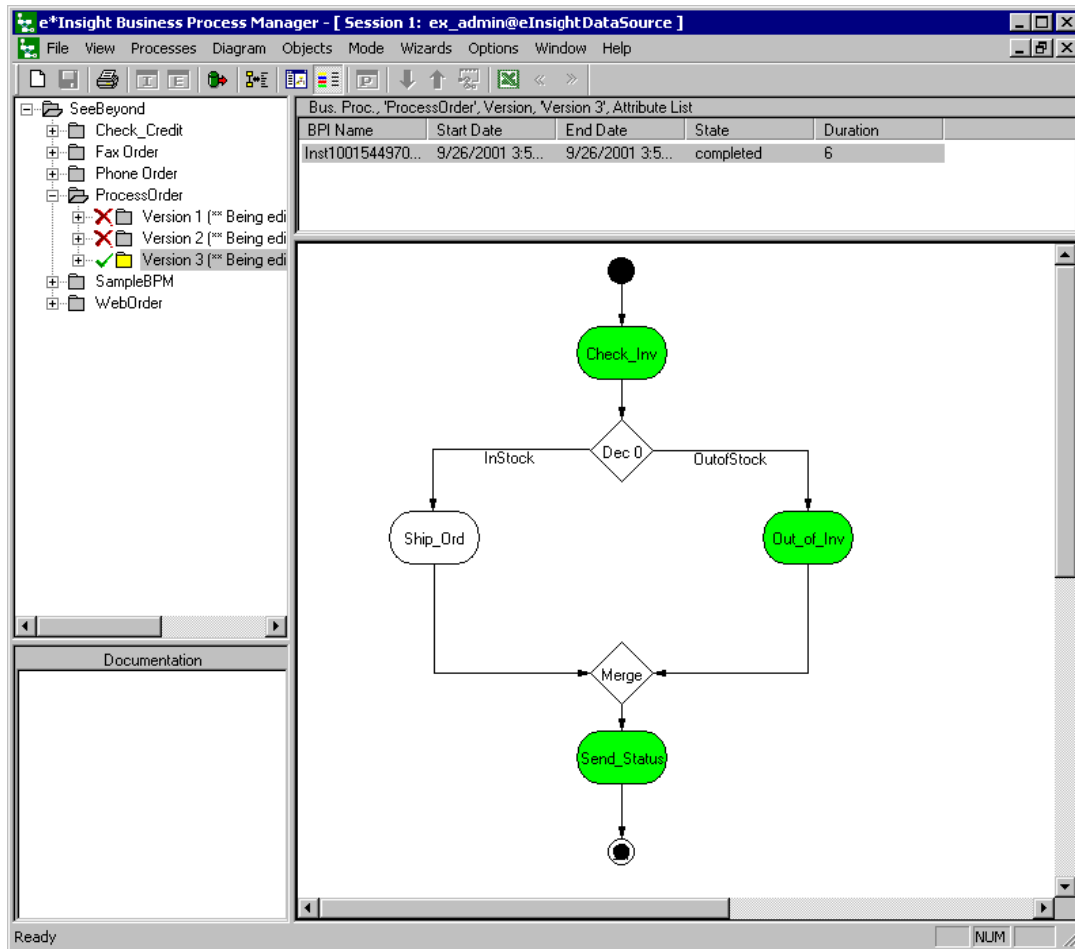 e*Insight Business Process Manager - [ Session 1: ex_admin@eInsightDataSource ]
File View Processes Diagram Objects Mode Wizards Options Window Help
SeeBeyond
Check_Credit
Fax Order
Phone Order
ProcessOrder
Version 1 (** Being edi
Version 2 (** Being edi
Version 3 (** Being edi
SampleBPM
WebOrder
Documentation
Bus. Proc., 'ProcessOrder', Version, 'Version 3', Attribute List
BPI Name Start Date End Date State Duration
Inst1001544970... 9/26/2001 3:5... 9/26/2001 3:5... completed 6
Check_Inv
Dec 0
InStock
OutofStock
Ship_Ord
Out_of_Inv
Merge
Send_Status
Ready
NUM